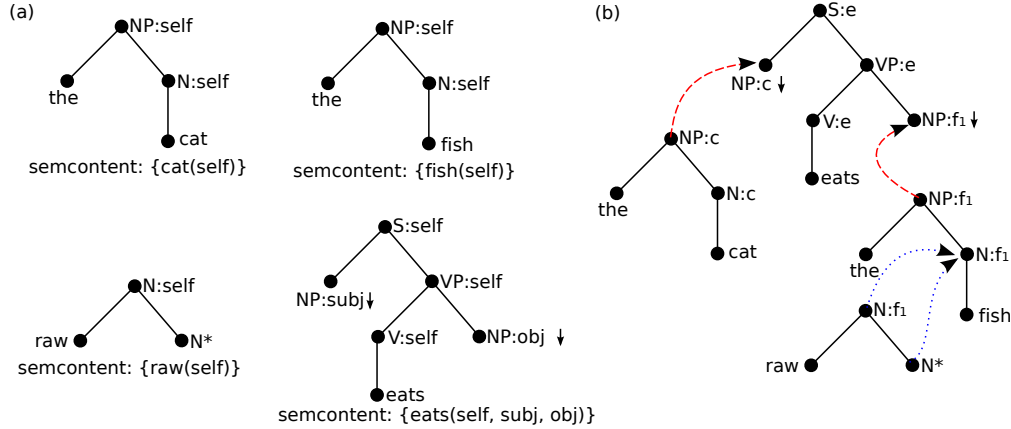 (a)
NP:self
the
N:self
cat
semcontent: {cat(self)}
NP:self
the
N:self
fish
semcontent: {fish(self)}
N:self
raw
N*
semcontent: {raw(self)}
S:self
NP:subj↓
VP:self
V:self
NP:obj ↓
eats
semcontent: {eats(self, subj, obj)}
(b)
S:e
NP:c ↓
VP:e
V:e
NP:f₁ ↓
eats
NP:c
the
N:c
cat
NP:f₁
the
N:f₁
fish
N:f₁
raw
N*